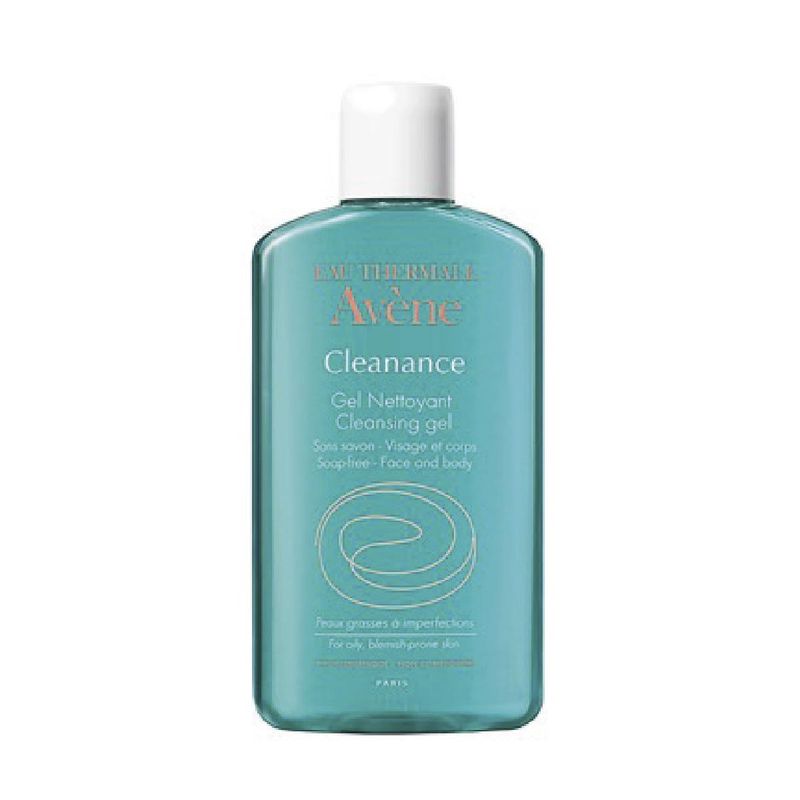 EAU THERMALE
Avène
Cleanance
Gel Nettoyant
Cleansing gel
Sans savon - Visage et corps
Soap-free - Face and body
Peaux grasses à imperfections
For oily, blemish-prone skin
PARIS